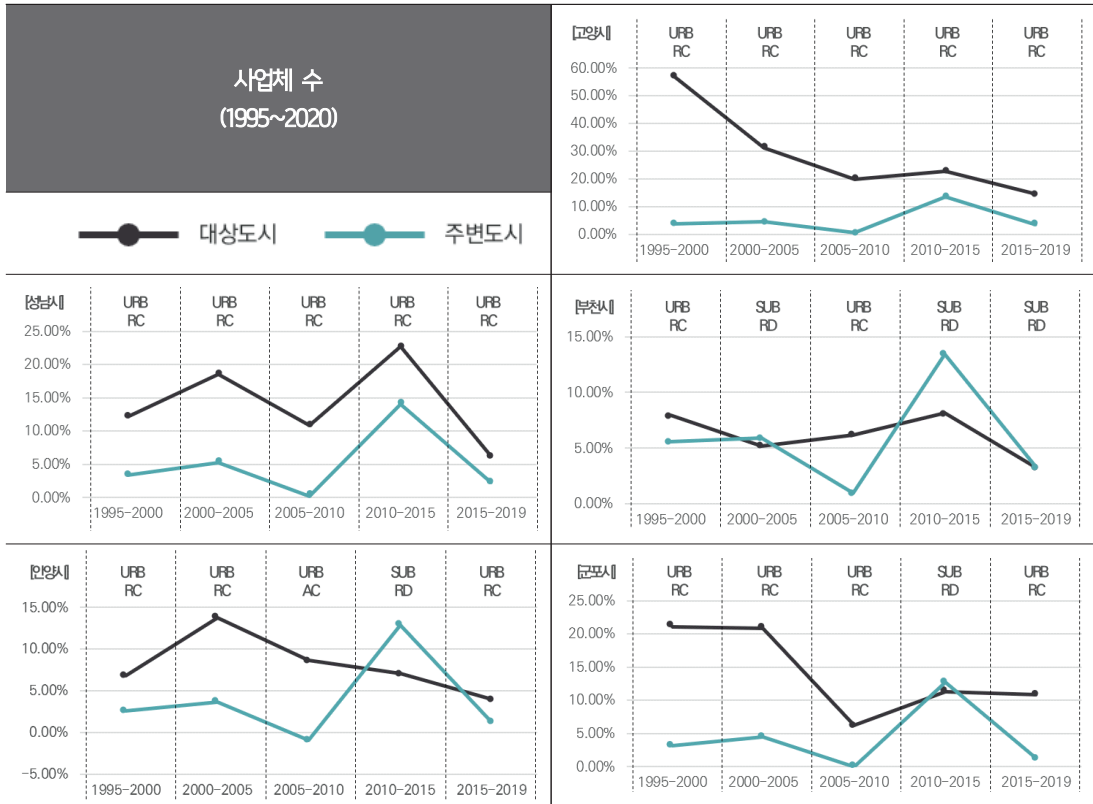 사업체 수
(1995~2020)
대상도시
주변도시
[고양시]
URB URB URB URB URB
RC RC RC RC RC
60.00%
50.00%
40.00%
30.00%
20.00%
10.00%
0.00%
1995-2000 2000-2005 2005-2010 2010-2015 2015-2019
[성남시]
URB URB URB URB URB
RC RC RC RC RC
25.00%
20.00%
15.00%
10.00%
5.00%
0.00%
1995-2000 2000-2005 2005-2010 2010-2015 2015-2019
[부천시]
URB SUB URB SUB SUB
RC RD RC RD RD
15.00%
10.00%
5.00%
0.00%
1995-2000 2000-2005 2005-2010 2010-2015 2015-2019
[안양시]
URB URB URB SUB URB
RC RC AC RD RC
15.00%
10.00%
5.00%
0.00%
-5.00%
1995-2000 2000-2005 2005-2010 2010-2015 2015-2019
[군포시]
URB URB URB SUB URB
RC RC RC RD RC
25.00%
20.00%
15.00%
10.00%
5.00%
0.00%
1995-2000 2000-2005 2005-2010 2010-2015 2015-2019